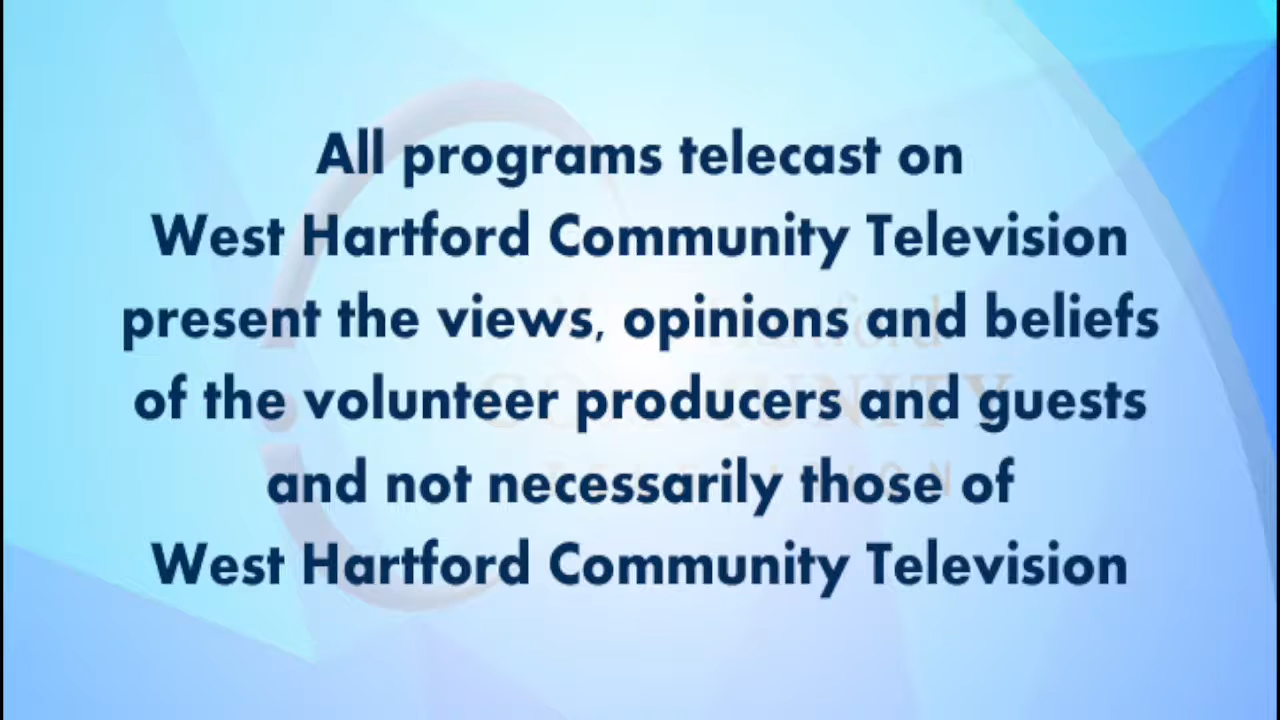 All programs telecast on
West Hartford Community Television
present the views, opinions and beliefs
of the volunteer producers and guests
and not necessarily those of
West Hartford Community Television